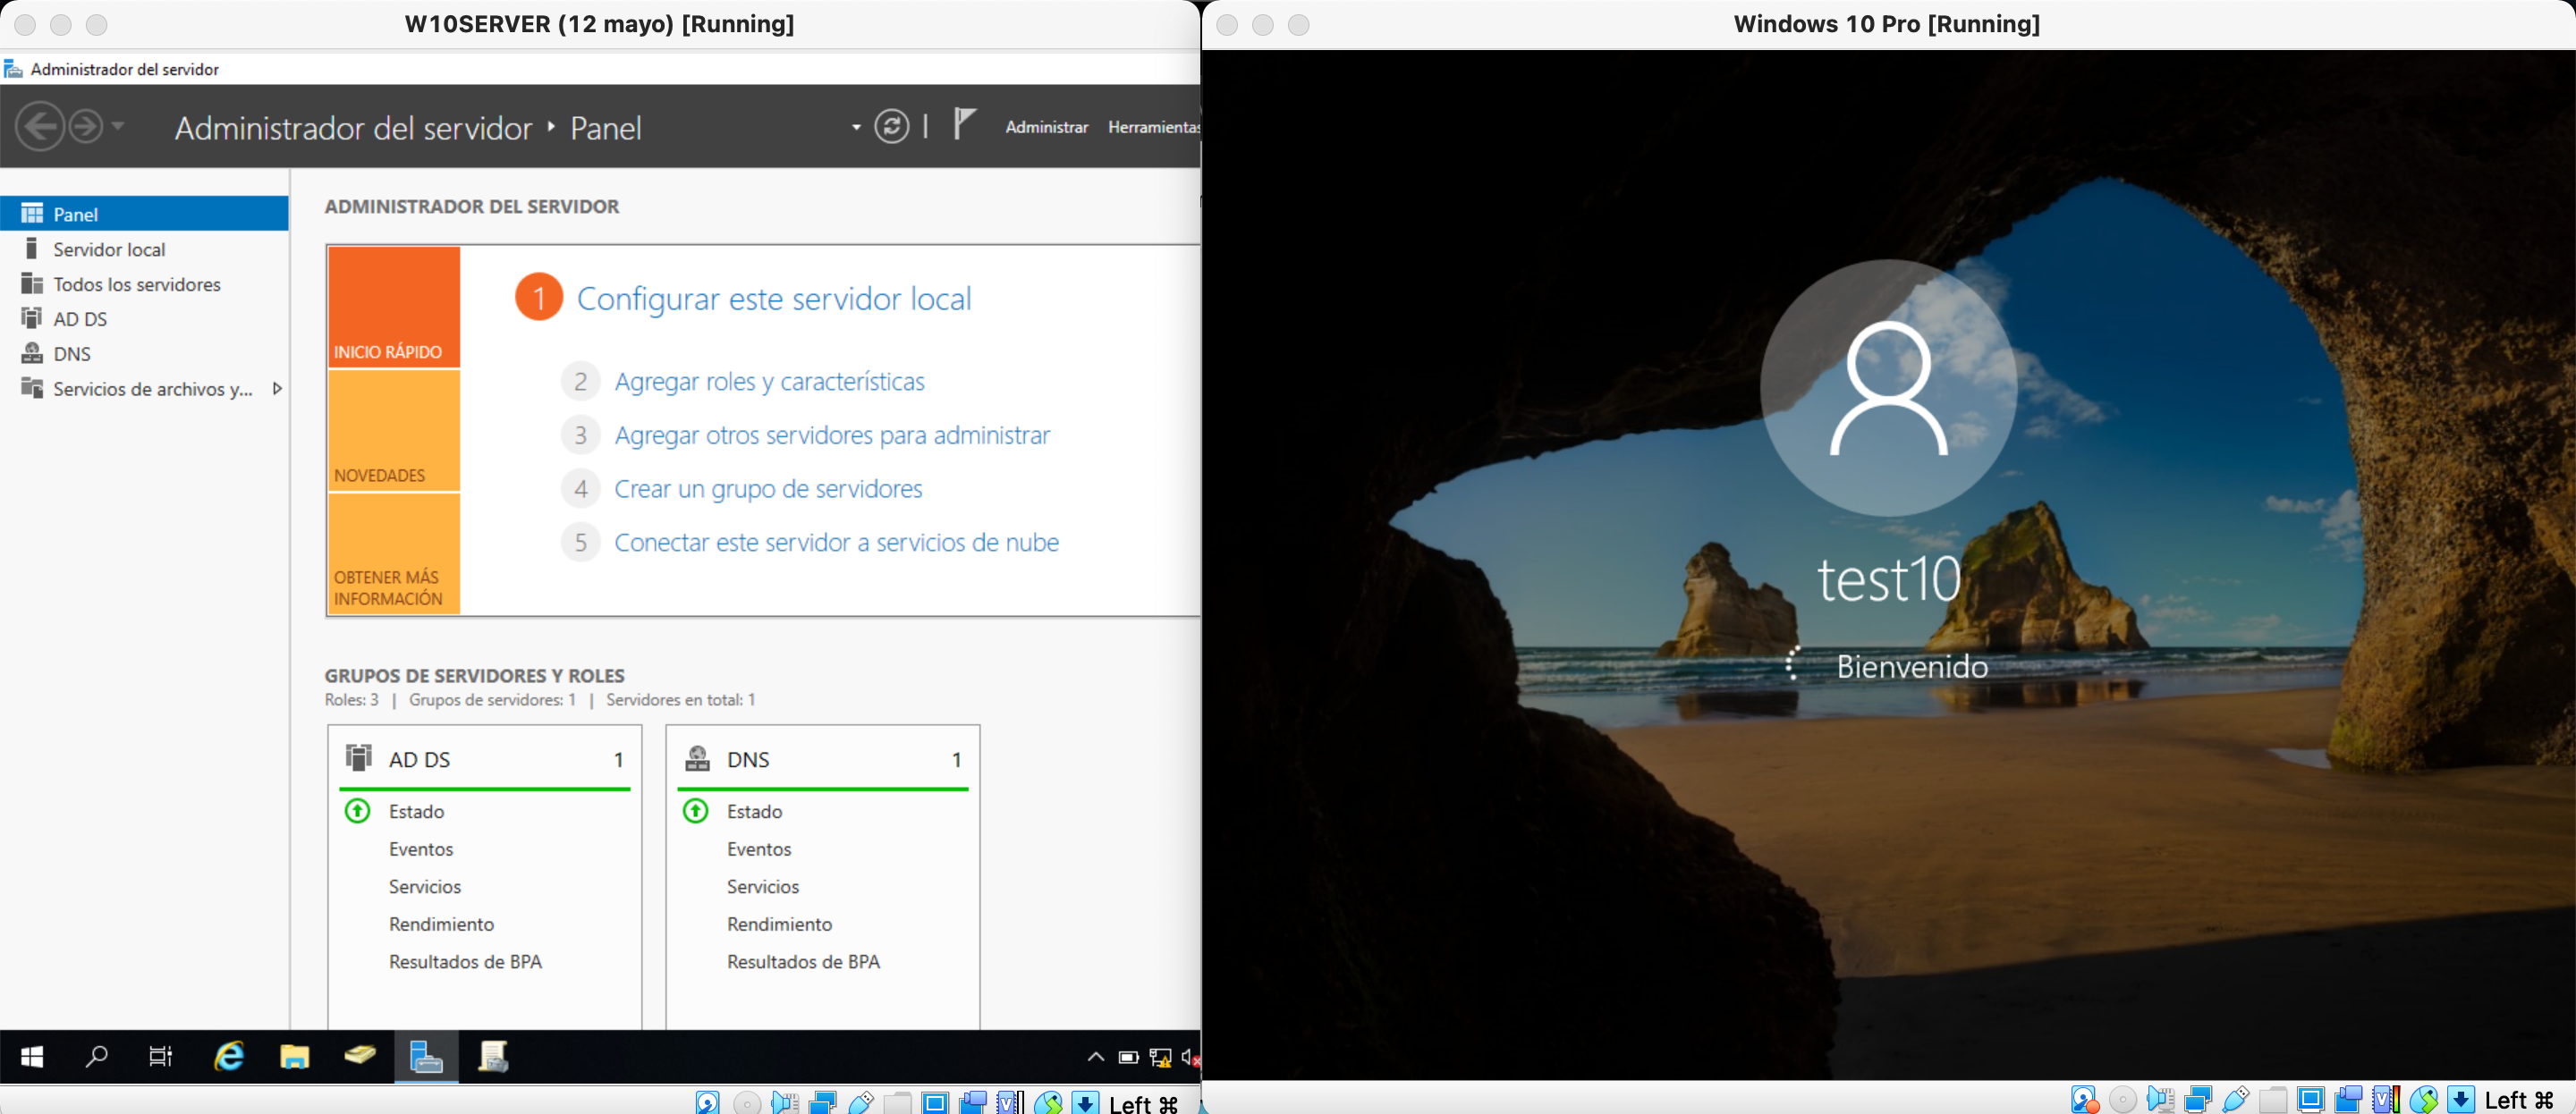 W10SERVER (12 mayo) [Running]
Administrador del servidor
Administrador del servidor ‣ Panel
Administrar
Herramientas
Panel
Servidor local
Todos los servidores
AD DS
DNS
Servicios de archivos y...
ADMINISTRADOR DEL SERVIDOR
INICIO RÁPIDO
NOVEDADES
OBTENER MÁS
INFORMACIÓN
1 Configurar este servidor local
2 Agregar roles y características
3 Agregar otros servidores para administrar
4 Crear un grupo de servidores
5 Conectar este servidor a servicios de nube
GRUPOS DE SERVIDORES Y ROLES
Roles: 3 | Grupos de servidores: 1 | Servidores en total: 1
AD DS 1
Estado
Eventos
Servicios
Rendimiento
Resultados de BPA
DNS 1
Estado
Eventos
Servicios
Rendimiento
Resultados de BPA
Left ⌘
Windows 10 Pro [Running]
test10
Bienvenido
Left ⌘